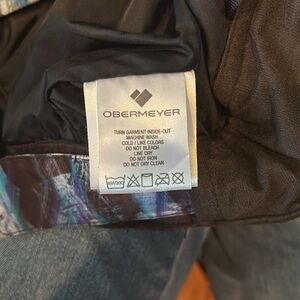 OBERMEYER
TURN GARMENT INSIDE-OUT
MACHINE WASH
COLD / LIKE COLORS
DO NOT BLEACH
LINE DRY
DO NOT IRON
DO NOT DRY CLEAN